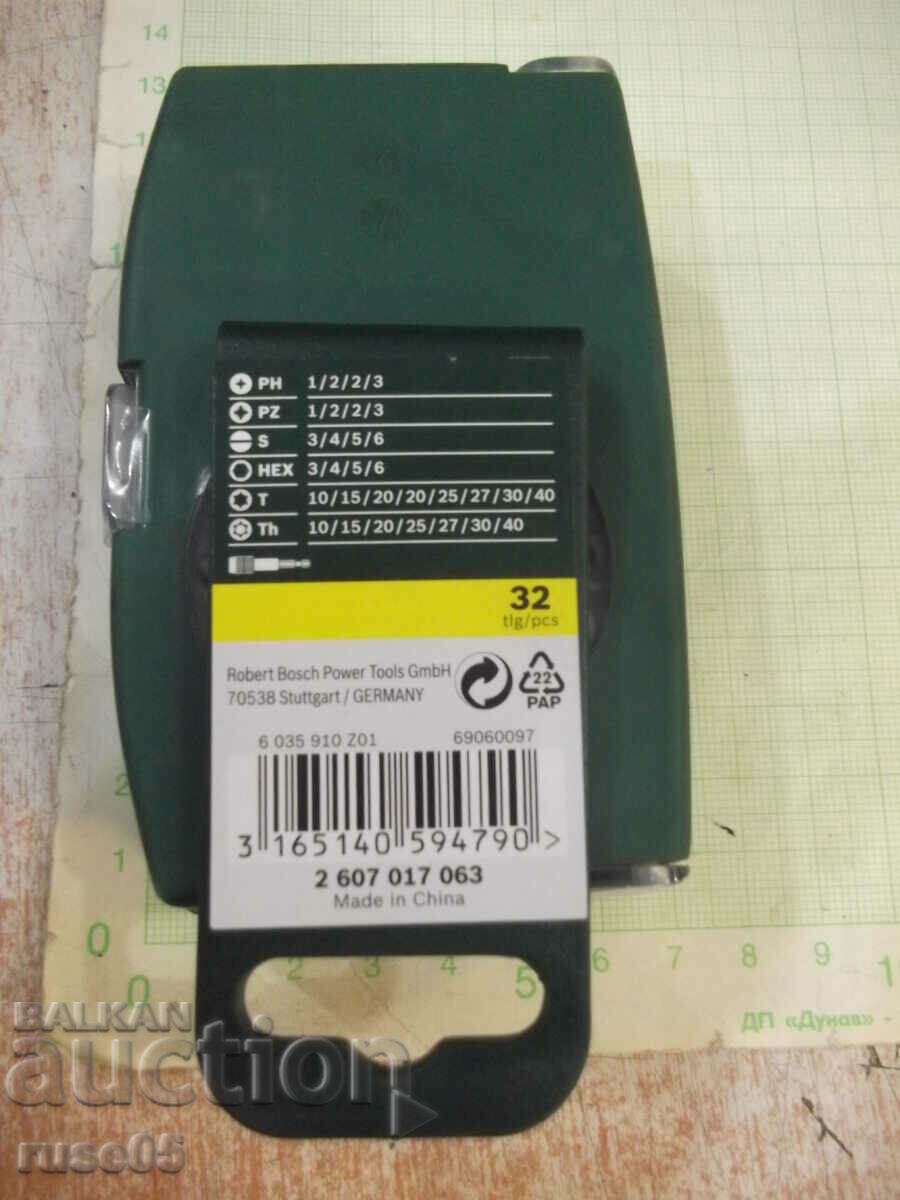 14
13
PH 1/2/2/3
PZ 1/2/2/3
S 3/4/5/6
HEX 3/4/5/6
T 10/15/20/20/25/27/30/40
Th 10/15/20/25/27/30/40
32
tlg/pcs
Robert Bosch Power Tools GmbH
70538 Stuttgart / GERMANY
22
PAP
6 035 910 Z01 69060097
3 165140 594790 >
2 607 017 063
Made in China
2
1
0
0 2 3 4 5 6 7 8 9 10
ДП «Дунав» -
BALKAN
auction
ruse05